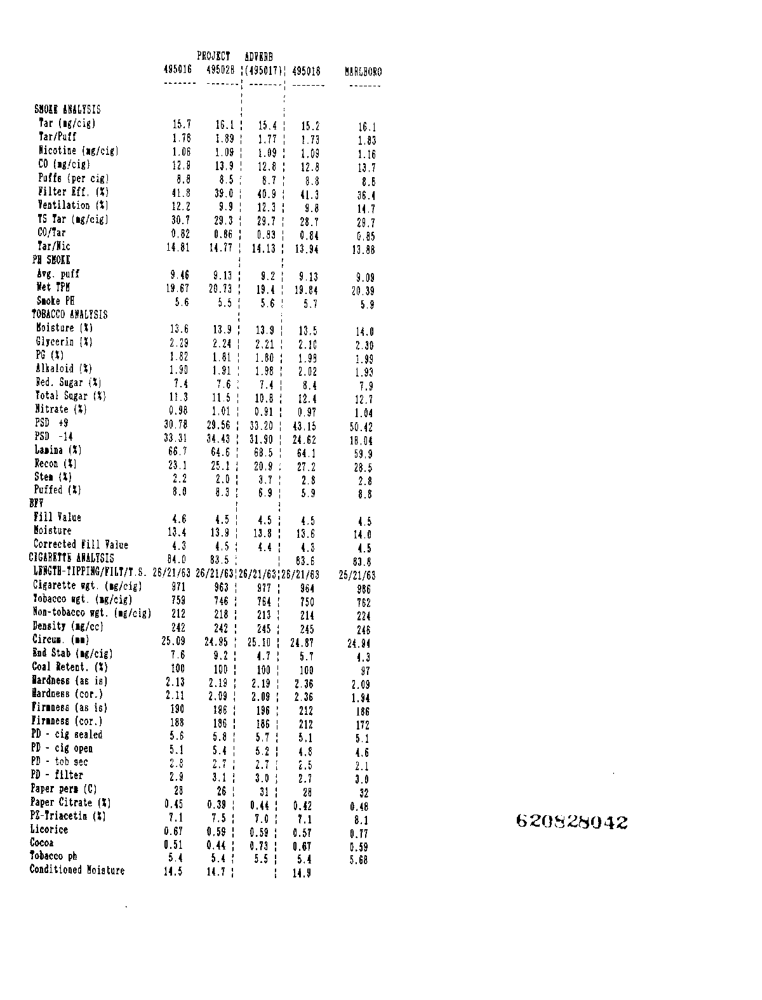 PROJECT ADVERB
495016 495028 |(495017)| 495018 MARLBORO
------- -------| ------- | ------- -------
SMOKE ANALYSIS
Tar (mg/cig) 15.7 16.1 | 15.4 | 15.2 16.1
Tar/Puff 1.78 1.89 | 1.77 | 1.73 1.83
Nicotine (mg/cig) 1.06 1.09 | 1.09 | 1.09 1.16
CO (mg/cig) 12.9 13.9 | 12.8 | 12.8 13.7
Puffs (per cig) 8.8 8.5 | 8.7 | 8.8
Filter Eff. (%) 41.8 39.0 | 40.9 | 41.3 36.4
Ventilation (%) 12.2 9.9 | 12.3 | 9.8 14.7
TS Tar (mg/cig) 30.7 29.3 | 29.7 | 28.7 29.7
CO/Tar 0.82 0.86 | 0.83 | 0.84 0.85
Tar/Nic 14.81 14.77 | 14.13 | 13.94 13.88
PH SMOKE
Avg. puff 9.46 9.13 | 9.2 | 9.13 9.09
Wet TPM 19.67 20.73 | 19.4 | 19.84 20.39
Smoke PH 5.6 5.5 | 5.6 | 5.7 5.9
TOBACCO ANALYSIS
Moisture (%) 13.6 13.9 | 13.9 | 13.5 14.0
Glycerin (%) 2.29 2.24 | 2.21 | 2.10 2.30
PG (%) 1.82 1.81 | 1.80 | 1.98 1.99
Alkaloid (%) 1.90 1.91 | 1.98 | 2.02 1.93
Red. Sugar (%) 7.4 7.6 | 7.4 | 8.4 7.9
Total Sugar (%) 11.3 11.5 | 10.8 | 12.4 12.7
Nitrate (%) 0.98 1.01 | 0.91 | 0.97 1.04
PSD +9 30.78 29.56 | 33.20 | 43.15 50.42
PSD -14 33.31 34.43 | 31.90 | 24.62 18.04
Lamina (%) 66.7 64.6 | 68.5 | 64.1 59.9
Recon (%) 23.1 25.1 | 20.9 | 27.2 28.5
Stem (%) 2.2 2.0 | 3.7 | 2.8 2.8
Puffed (%) 8.0 8.3 | 6.9 | 5.9 8.8
BFV
Fill Value 4.6 4.5 | 4.5 | 4.5 4.5
Moisture 13.4 13.9 | 13.8 | 13.6 14.0
Corrected Fill Value 4.3 4.5 | 4.4 | 4.3 4.5
CIGARETTE ANALYSIS 84.0 83.5 | | 83.6 83.8
LENGTH-TIPPING/FILT/T.S. 26/21/63 26/21/63|26/21/63|26/21/63 25/21/63
Cigarette wgt. (mg/cig) 971 963 | 977 | 964 986
Tobacco wgt. (mg/cig) 759 746 | 764 | 750 762
Non-tobacco wgt. (mg/cig) 212 218 | 213 | 214 224
Density (mg/cc) 242 242 | 245 | 245 246
Circum. (mm) 25.09 24.95 | 25.10 | 24.87 24.94
End Stab (mg/cig) 7.6 9.2 | 4.7 | 5.7 4.3
Coal Retent. (%) 100 100 | 100 | 100 97
Hardness (as is) 2.13 2.19 | 2.19 | 2.36 2.09
Hardness (cor.) 2.11 2.09 | 2.09 | 2.36 1.94
Firmness (as is) 190 186 | 196 | 212 186
Firmness (cor.) 188 186 | 186 | 212 172
PD - cig sealed 5.6 5.8 | 5.7 | 5.1 5.1
PD - cig open 5.1 5.4 | 5.2 | 4.8 4.6
PD - tob sec 2.8 2.7 | 2.7 | 2.5 2.1
PD - filter 2.9 3.1 | 3.0 | 2.7 3.0
Paper perm (C) 28 26 | 31 | 28 32
Paper Citrate (%) 0.45 0.39 | 0.44 | 0.42 0.48
PZ-Triacetin (%) 7.1 7.5 | 7.0 | 7.1 8.1
Licorice 0.67 0.59 | 0.59 | 0.57 0.77
Cocoa 0.51 0.44 | 0.73 | 0.67 0.59
Tobacco ph 5.4 5.4 | 5.5 | 5.4 5.68
Conditioned Moisture 14.5 14.7 | | 14.9
620828042